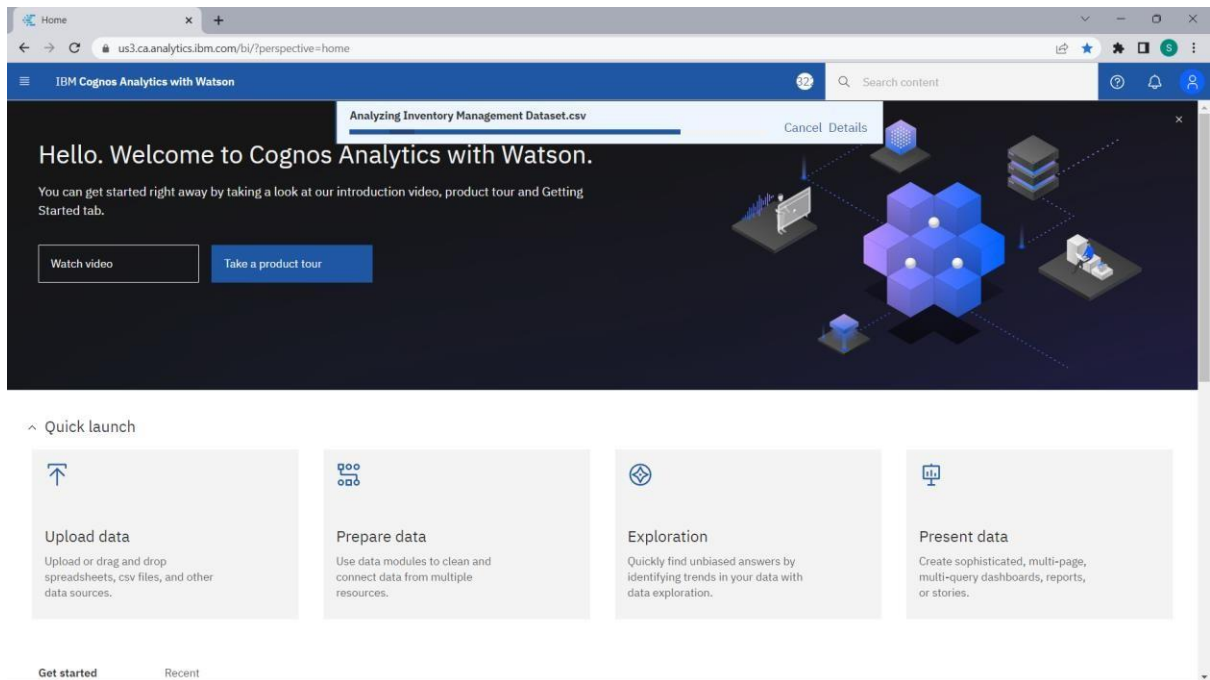 Home
us3.ca.analytics.ibm.com/bi/?perspective=home
S
IBM Cognos Analytics with Watson
Search content
Analyzing Inventory Management Dataset.csv
Cancel Details
Hello. Welcome to Cognos Analytics with Watson.
You can get started right away by taking a look at our introduction video, product tour and Getting
Started tab.
Watch video
Take a product tour
Quick launch
Upload data
Upload or drag and drop
spreadsheets, csv files, and other
data sources.
Prepare data
Use data modules to clean and
connect data from multiple
resources.
Exploration
Quickly find unbiased answers by
identifying trends in your data with
data exploration.
Present data
Create sophisticated, multi-page,
multi-query dashboards, reports,
or stories.
Get started
Recent